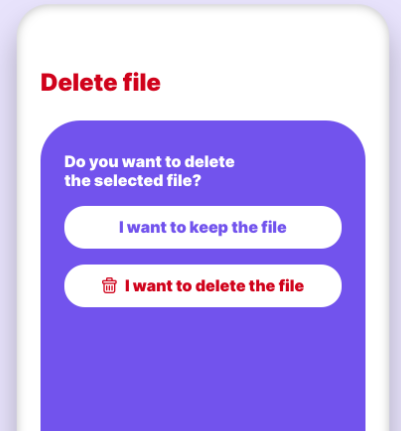 Delete file
Do you want to delete
the selected file?
I want to keep the file
I want to delete the file